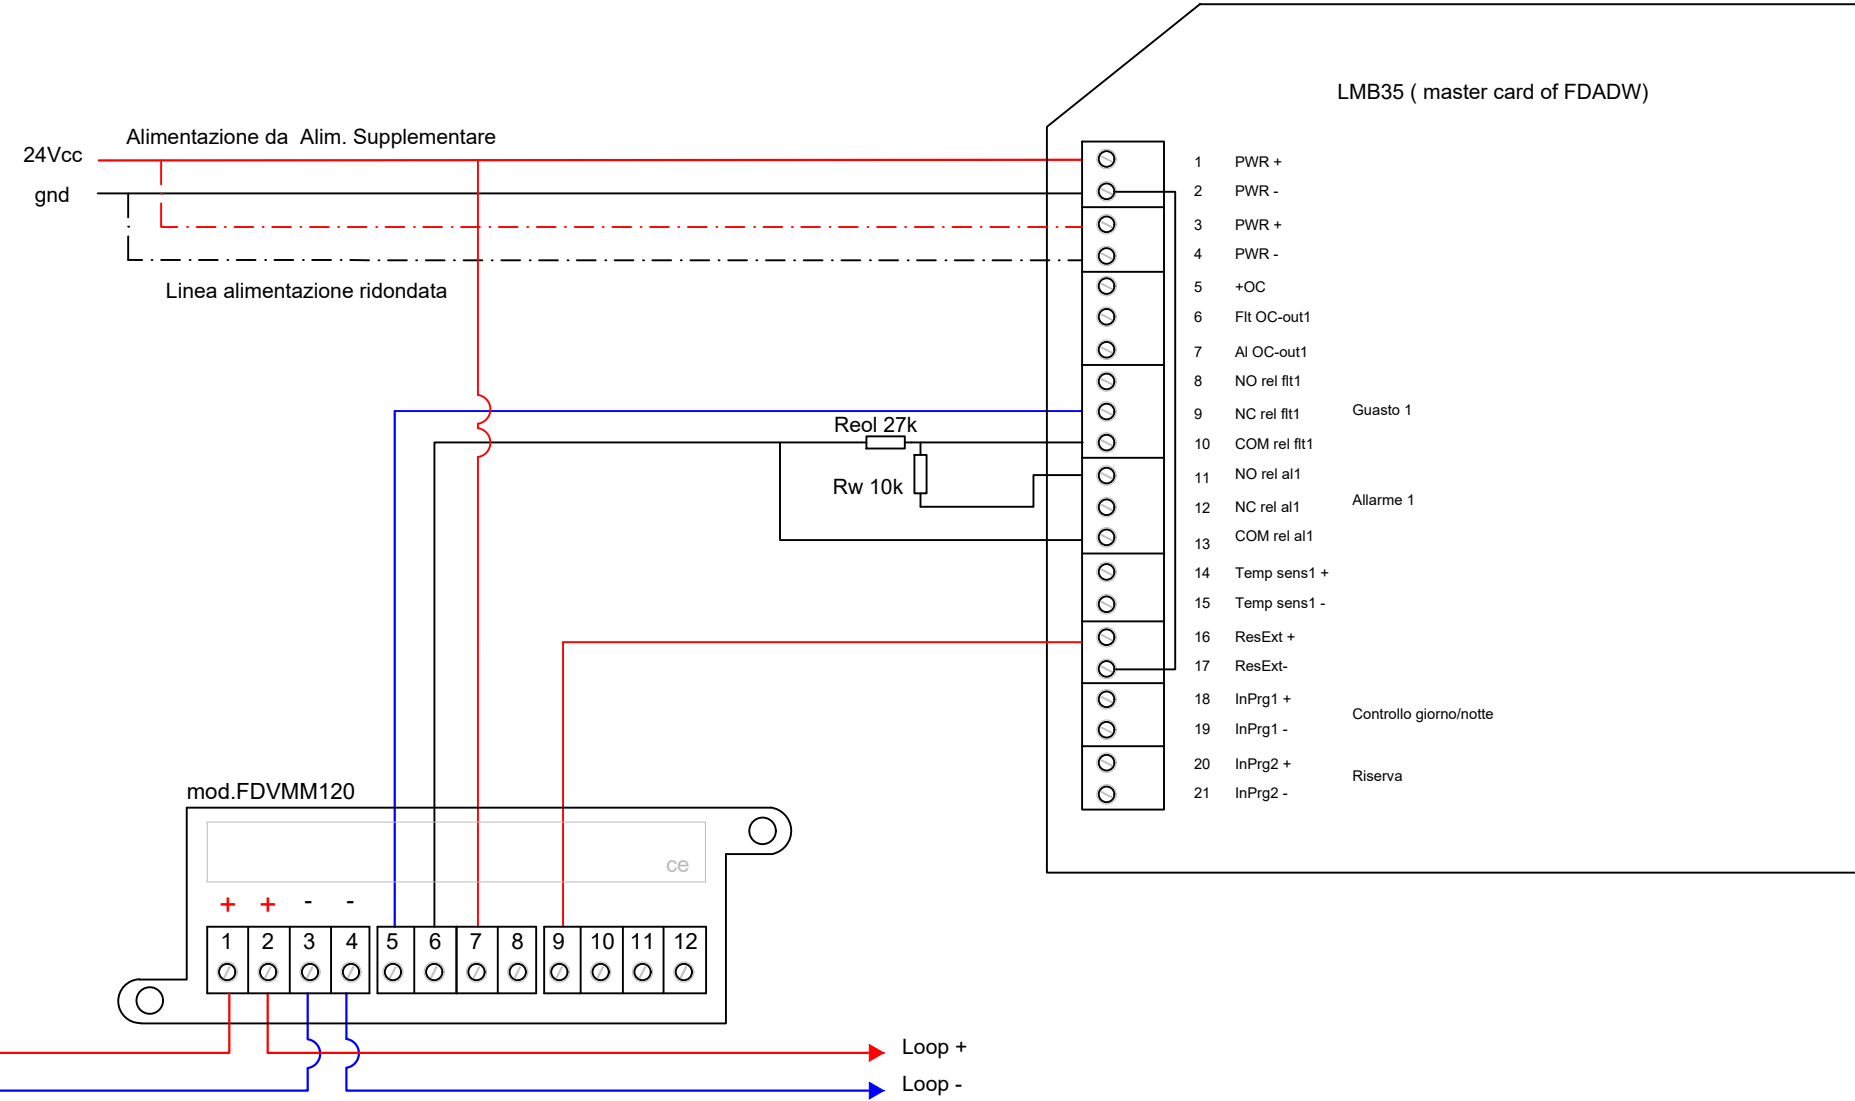 LMB35 ( master card of FDADW)
Alimentazione da  Alim. Supplementare
24Vcc
gnd
Linea alimentazione ridondata
1 PWR +
2 PWR -
3 PWR +
4 PWR -
5 +OC
6 Flt OC-out1
7 Al OC-out1
8 NO rel flt1
9 NC rel flt1 Guasto 1
10 COM rel flt1
11 NO rel al1
12 NC rel al1 Allarme 1
13 COM rel al1
14 Temp sens1 +
15 Temp sens1 -
16 ResExt +
17 ResExt-
18 InPrg1 +
Controllo giorno/notte
19 InPrg1 -
20 InPrg2 +
Riserva
21 InPrg2 -
Reol 27k
Rw 10k
mod.FDVMM120
ce
+ + - -
1 2 3 4 5 6 7 8 9 10 11 12
Loop +
Loop -